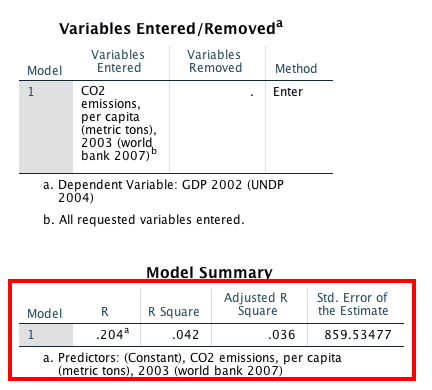 Variables Entered/Removedᵃ
Model Variables Entered Variables Removed Method
1 CO2 . Enter
emissions,
per capita
(metric tons),
2003 (world
bank 2007)ᵇ
a. Dependent Variable: GDP 2002 (UNDP
2004)
b. All requested variables entered.
Model Summary
Model R R Square Adjusted R Square Std. Error of the Estimate
1 .204ᵃ .042 .036 859.53477
a. Predictors: (Constant), CO2 emissions, per capita
(metric tons), 2003 (world bank 2007)